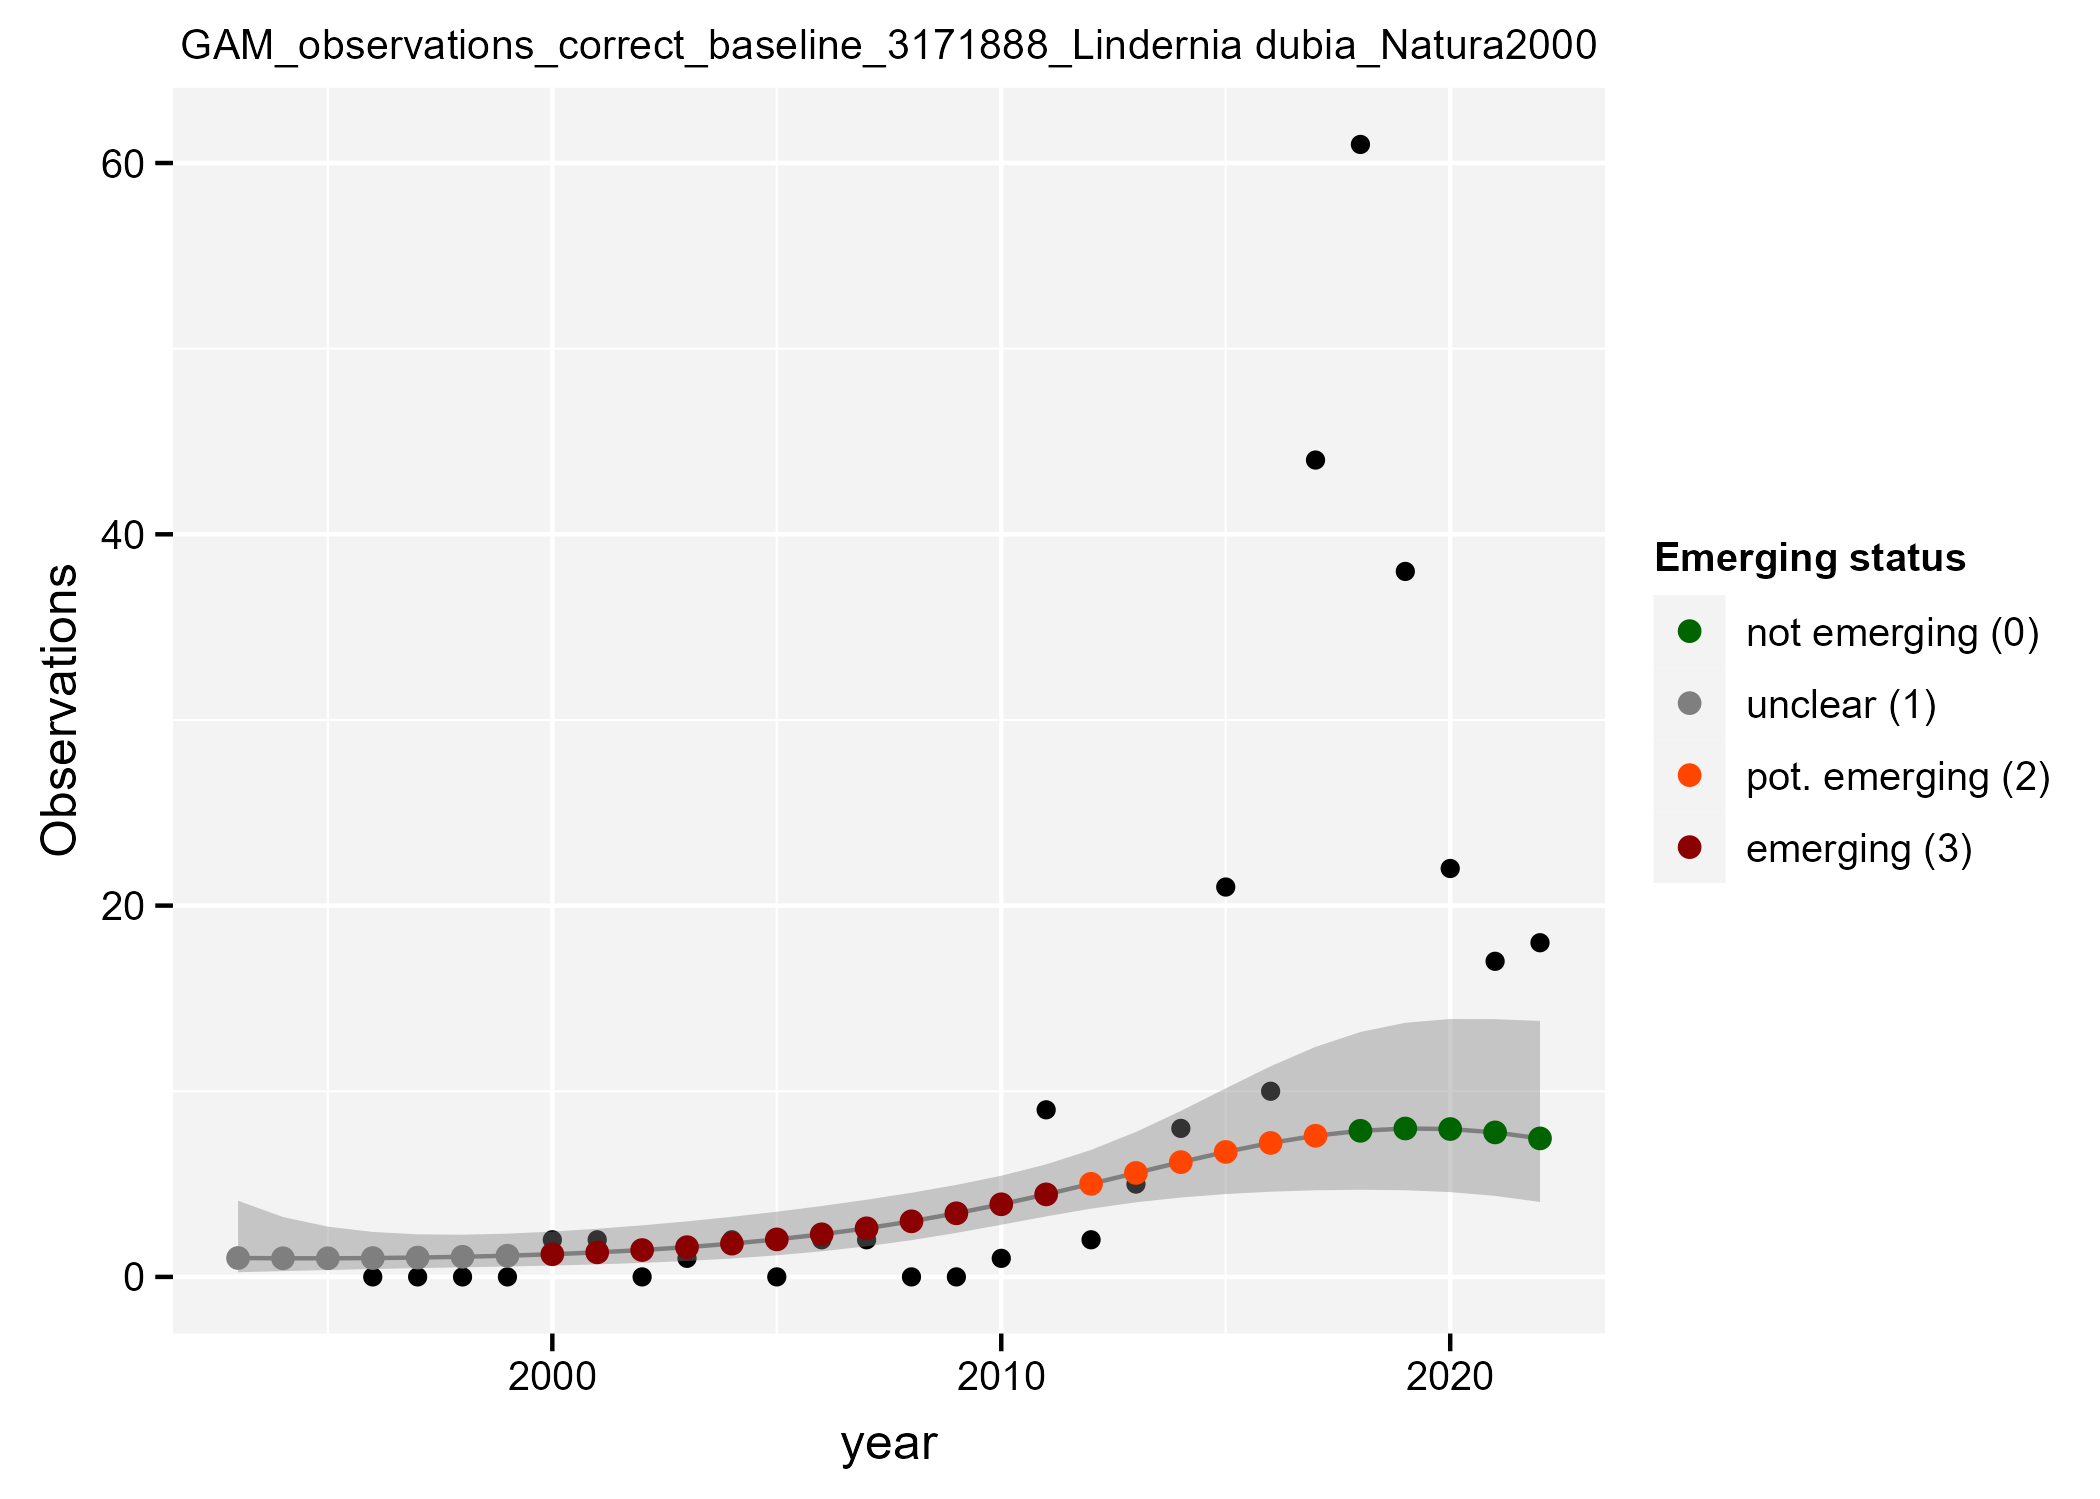 GAM_observations_correct_baseline_3171888_Lindernia dubia_Natura2000
Observations
60
40
20
0
2000
2010
2020
year
Emerging status
not emerging (0)
unclear (1)
pot. emerging (2)
emerging (3)